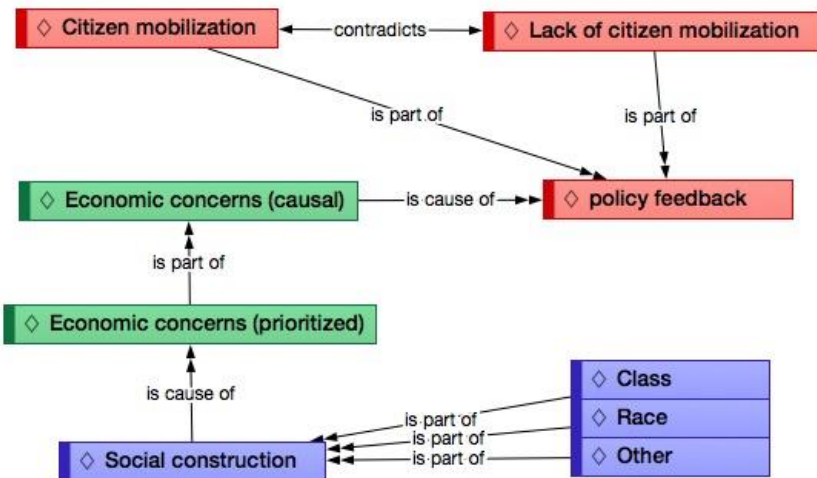 ◇ Citizen mobilization
contradicts
◇ Lack of citizen mobilization
is part of
is part of
◇ Economic concerns (causal)
is cause of
◇ policy feedback
is part of
◇ Economic concerns (prioritized)
is cause of
◇ Class
is part of
◇ Race
is part of
◇ Social construction
is part of
◇ Other